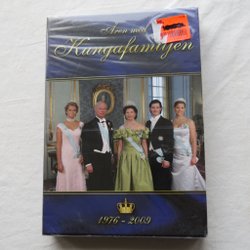 Åren med
Kungafamiljen
1976 - 2009